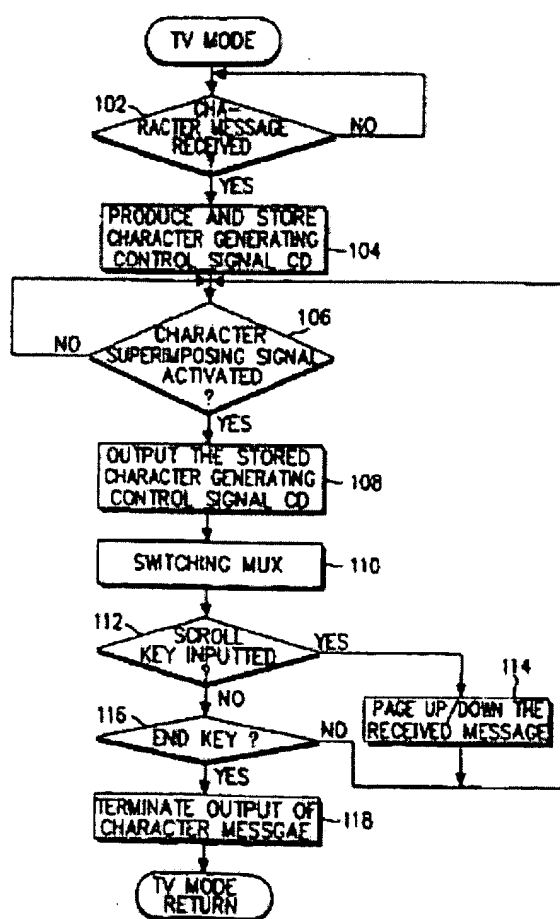 TV MODE
102
CHA-
RACTER MESSAGE
RECEIVED
?
NO
YES
PRODUCE AND STORE
CHARACTER GENERATING
CONTROL SIGNAL CD
104
106
CHARACTER
SUPERIMPOSING SIGNAL
ACTIVATED
?
NO
YES
OUTPUT THE STORED
CHARACTER GENERATING
CONTROL SIGNAL CD
108
SWITCHING MUX
110
112
SCROLL
KEY INPUTTED
?
YES
NO
114
PAGE UP/DOWN THE
RECEIVED MESSAGE
116
END KEY ?
NO
YES
TERMINATE OUTPUT OF
CHARACTER MESSGAE
118
TV MODE
RETURN